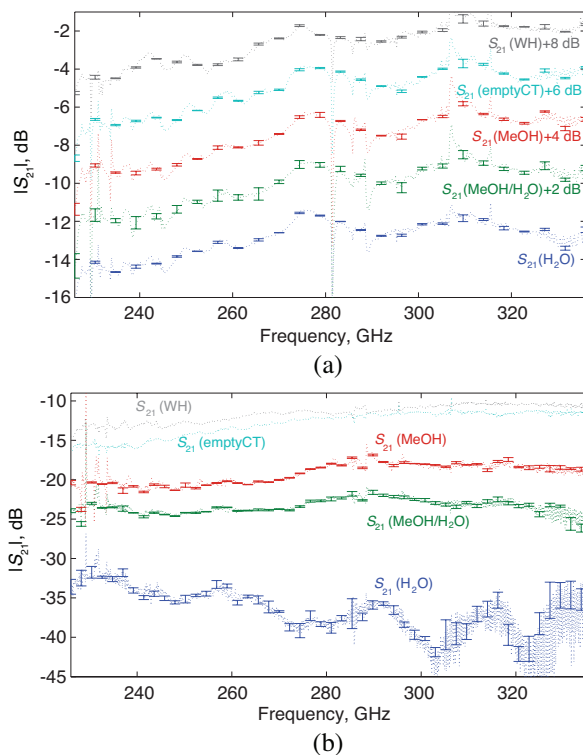 -2
-4
-6
-8
-10
-12
-14
-16
|S21|, dB
S21(WH)+8 dB
S21(emptyCT)+6 dB
S21(MeOH)+4 dB
S21(MeOH/H2O)+2 dB
S21(H2O)
240 260 280 300 320
Frequency, GHz
(a)
-10
-15
-20
-25
-30
-35
-40
-45
|S21|, dB
S21 (WH)
S21 (emptyCT)
S21 (MeOH)
S21 (MeOH/H2O)
S21 (H2O)
240 260 280 300 320
Frequency, GHz
(b)